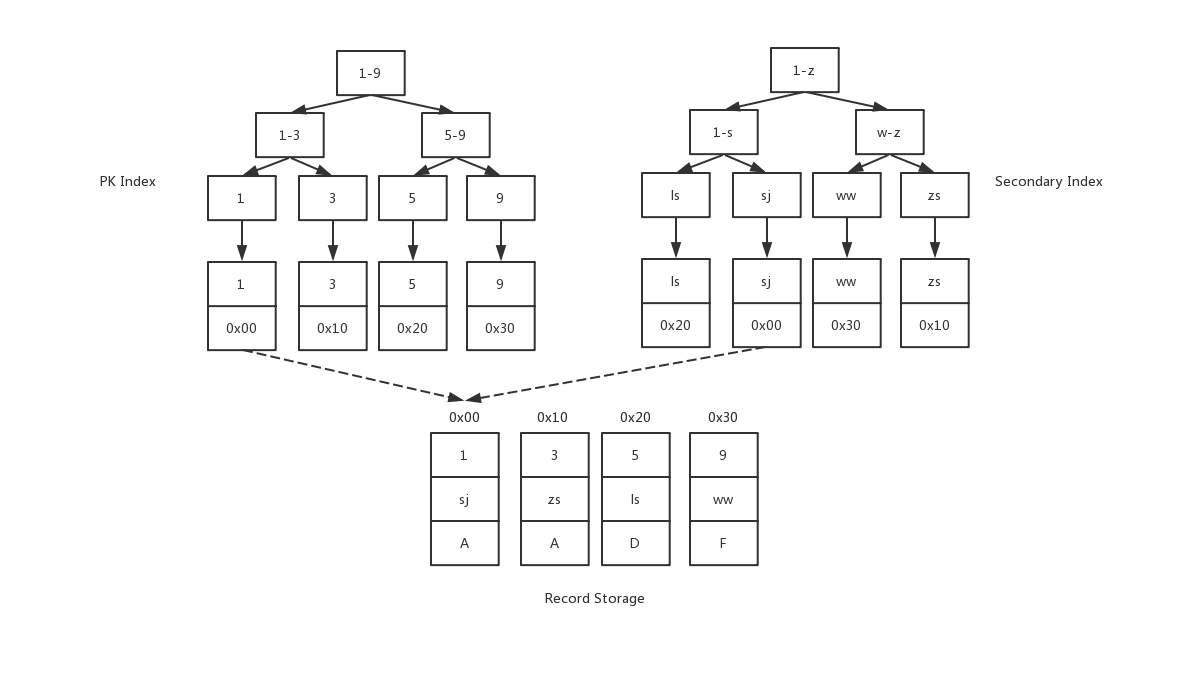 1-9
1-z
1-3
5-9
1-s
w-z
PK Index
Secondary Index
1
3
5
9
ls
sj
ww
zs
1
3
5
9
ls
sj
ww
zs
0x00
0x10
0x20
0x30
0x20
0x00
0x30
0x10
0x00
0x10
0x20
0x30
1
3
5
9
sj
zs
ls
ww
A
A
D
F
Record Storage